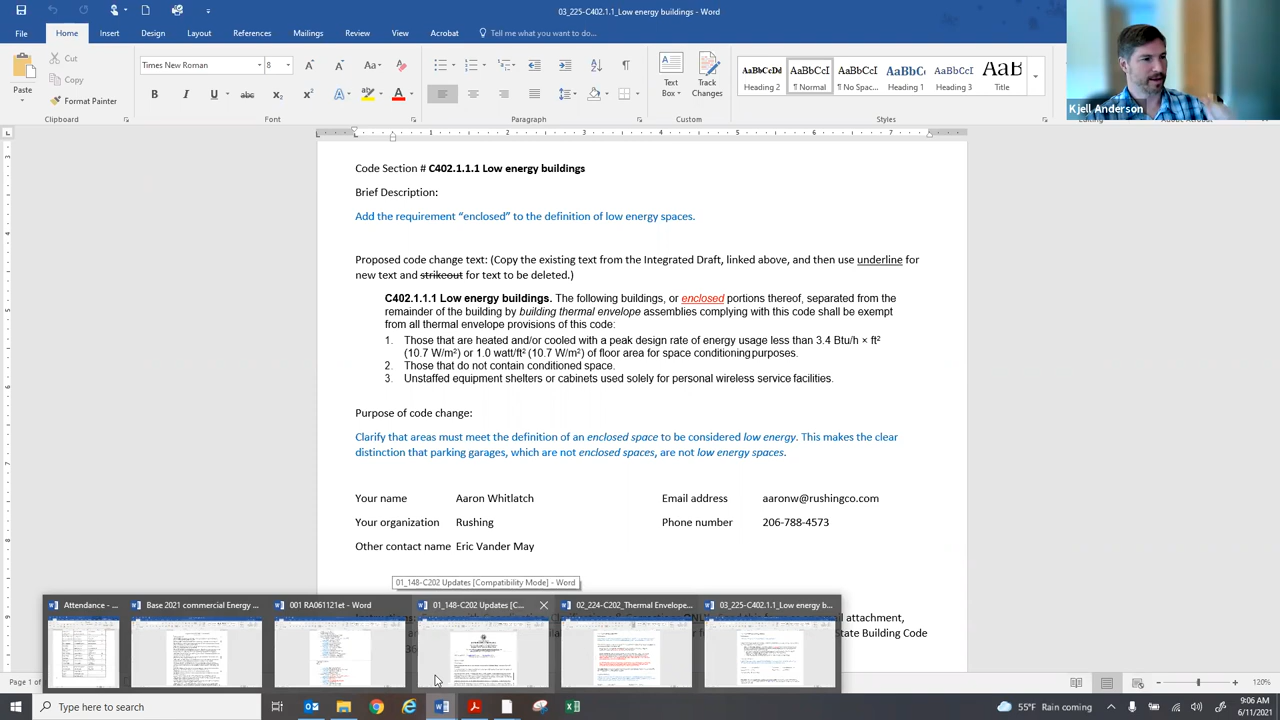 03_225-C402.1.1_Low energy buildings - Word
File Home Insert Design Layout References Mailings Review View Acrobat Tell me what you want to do...
Cut
Copy
Paste
Format Painter
Clipboard
Times New Roman 8
Font
Paragraph
Text Box
Track Changes
Custom
AaBbCcDd AaBbCcI AaBbCcI AaBbC AaBbCcI AaB
Heading 2 ¶ Normal ¶ No Spac... Heading 1 Heading 3 Title
Styles
Kjell Anderson
Code Section # C402.1.1.1 Low energy buildings
Brief Description:
Add the requirement “enclosed” to the definition of low energy spaces.
Proposed code change text: (Copy the existing text from the Integrated Draft, linked above, and then use underline for
new text and strikeout for text to be deleted.)
C402.1.1.1 Low energy buildings. The following buildings, or enclosed portions thereof, separated from the
remainder of the building by building thermal envelope assemblies complying with this code shall be exempt
from all thermal envelope provisions of this code:
1. Those that are heated and/or cooled with a peak design rate of energy usage less than 3.4 Btu/h × ft²
(10.7 W/m²) or 1.0 watt/ft² (10.7 W/m²) of floor area for space conditioning purposes.
2. Those that do not contain conditioned space.
3. Unstaffed equipment shelters or cabinets used solely for personal wireless service facilities.
Purpose of code change:
Clarify that areas must meet the definition of an enclosed space to be considered low energy. This makes the clear
distinction that parking garages, which are not enclosed spaces, are not low energy spaces.
Your name Aaron Whitlatch Email address aaronw@rushingco.com
Your organization Rushing Phone number 206-788-4573
Other contact name Eric Vander May
01_148-C202 Updates [Compatibility Mode] - Word
Attendance - ... Base 2021 commercial Energy ... 001 RA061121et - Word 01_148-C202 Updates [C... 02_224-C202_Thermal Envelope... 03_225-C402.1.1_Low energy b...
attachment,
tate Building Code
Page 1 of
120%
Type here to search
55°F Rain coming
9:06 AM
6/11/2021